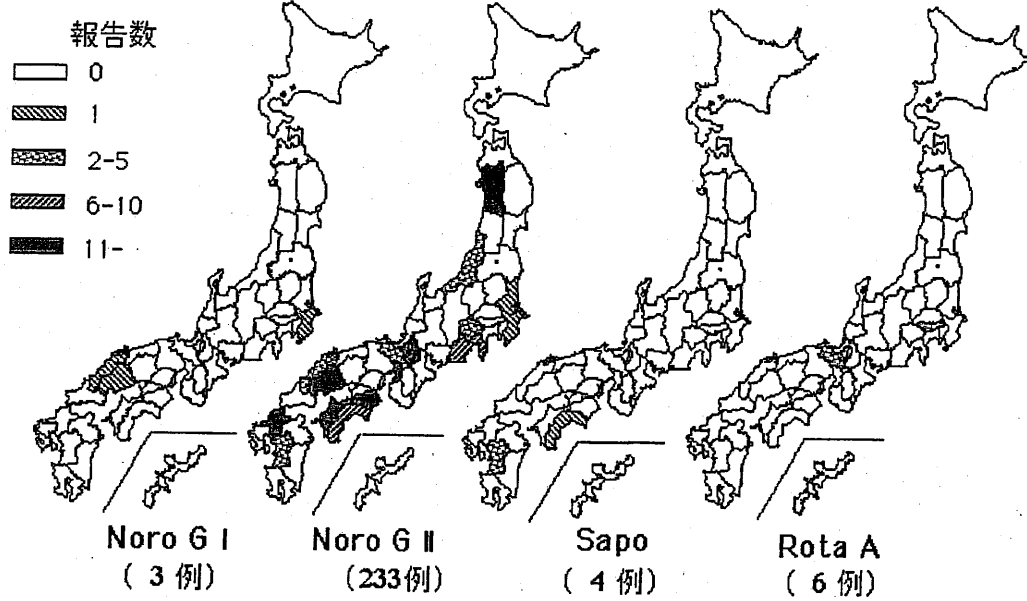 報告数
0
1
2-5
6-10
11-
Noro G I
( 3 例)
Noro G II
(233例)
Sapo
( 4 例)
Rota A
( 6 例)